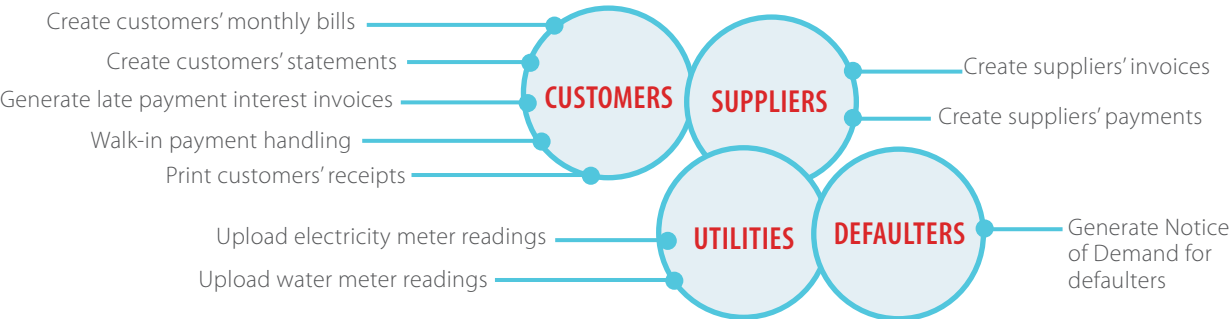 Create customers’ monthly bills
Create customers’ statements
Generate late payment interest invoices
Walk-in payment handling
Print customers’ receipts
CUSTOMERS
SUPPLIERS
Create suppliers’ invoices
Create suppliers’ payments
Upload electricity meter readings
Upload water meter readings
UTILITIES
DEFAULTERS
Generate Notice
of Demand for
defaulters